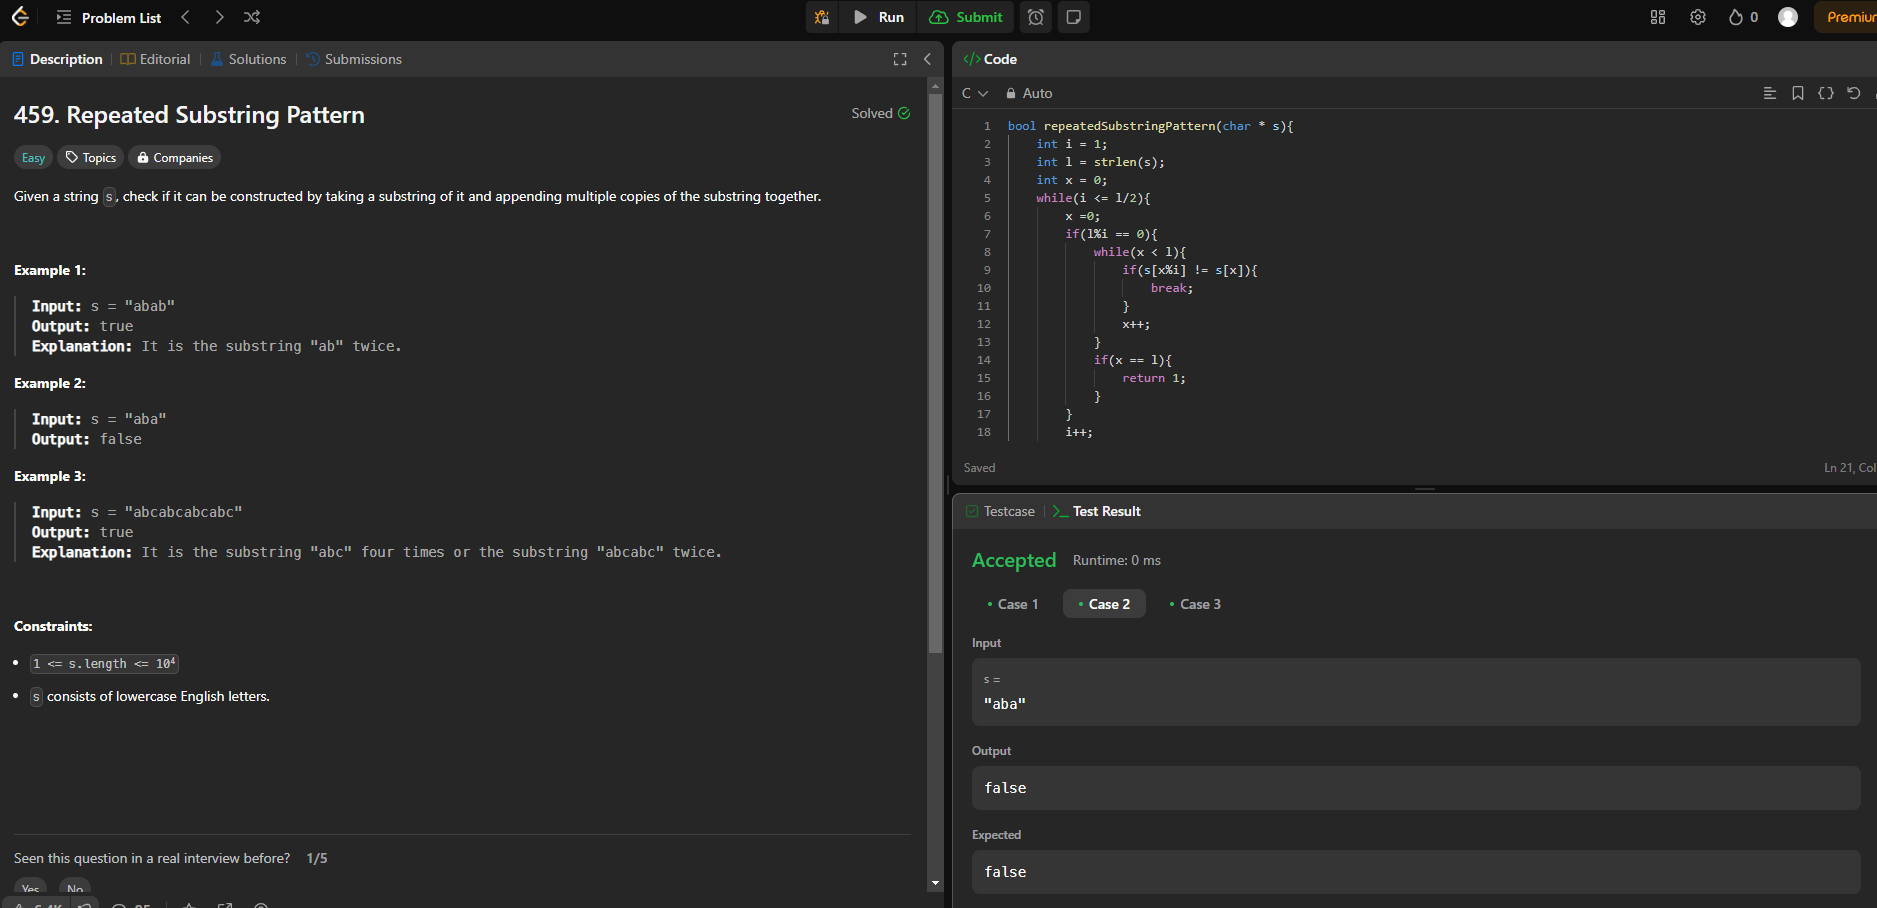 Problem List
Run
Submit
0
Premium
Description
Editorial
Solutions
Submissions
459. Repeated Substring Pattern
Solved
Easy
Topics
Companies
Given a string s, check if it can be constructed by taking a substring of it and appending multiple copies of the substring together.
Example 1:
Input: s = "abab"
Output: true
Explanation: It is the substring "ab" twice.
Example 2:
Input: s = "aba"
Output: false
Example 3:
Input: s = "abcabcabcabc"
Output: true
Explanation: It is the substring "abc" four times or the substring "abcabc" twice.
Constraints:
• 1 <= s.length <= 10⁴
• s consists of lowercase English letters.
Seen this question in a real interview before? 1/5
Yes
No
</> Code
C
Auto
1 bool repeatedSubstringPattern(char * s){
2     int i = 1;
3     int l = strlen(s);
4     int x = 0;
5     while(i <= l/2){
6         x =0;
7         if(l%i == 0){
8             while(x < l){
9                 if(s[x%i] != s[x]){
10                     break;
11                 }
12                 x++;
13             }
14             if(x == l){
15                 return 1;
16             }
17         }
18         i++;
Saved
Ln 21, Col
Testcase
Test Result
Accepted
Runtime: 0 ms
• Case 1
• Case 2
• Case 3
Input
s =
"aba"
Output
false
Expected
false